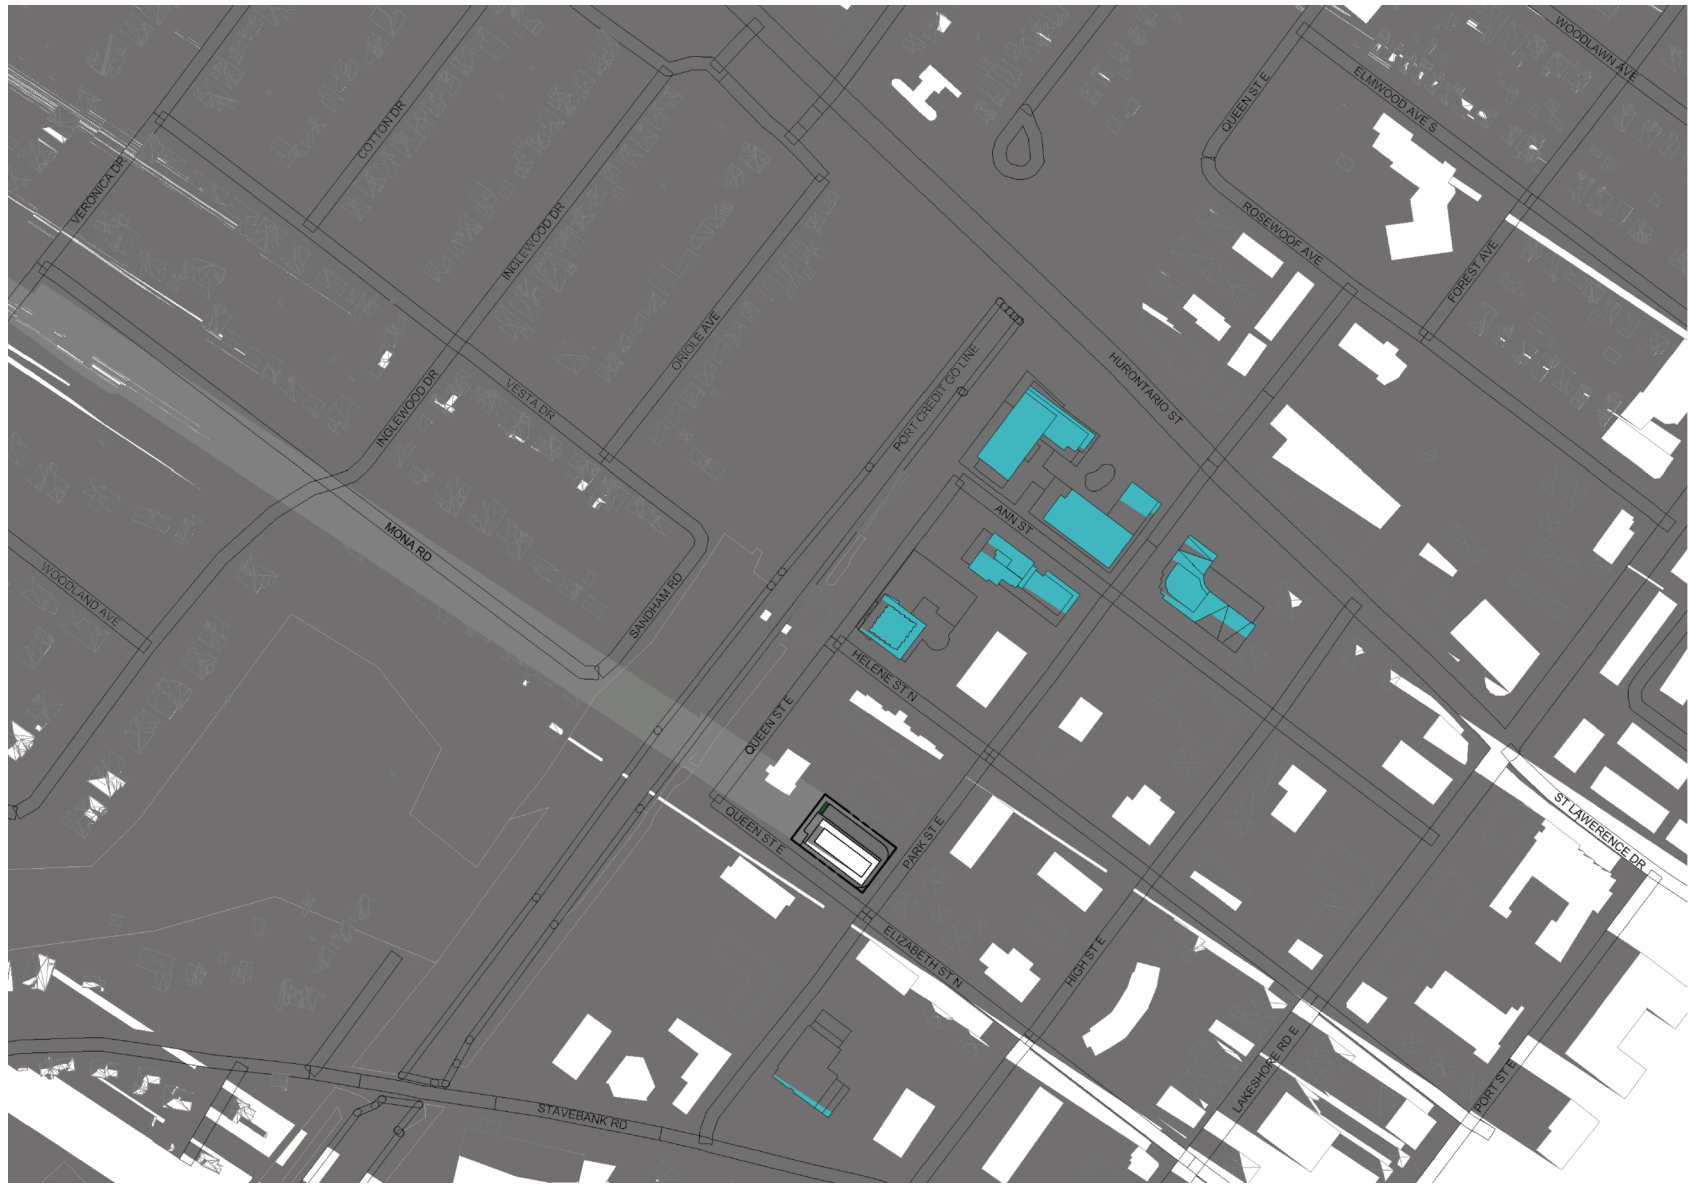 WOODLAWN AVE
ELMWOOD AVE S
QUEEN ST E
COTTON DR
VERONICA DR
ROSEWOOF AVE
INGLEWOOD DR
FOREST AVE
ORIOLE AVE
PORT CREDIT GO LINE
HURONTARIO ST
VESTA DR
INGLEWOOD DR
ANN ST
MONA RD
WOODLAND AVE
SANDHAM RD
HELENE ST N
QUEEN ST E
QUEEN ST E
PARK ST E
ST LAWERENCE DR
ELIZABETH ST N
HIGH ST E
LAKESHORE RD E
PORT ST E
STAVEBANK RD